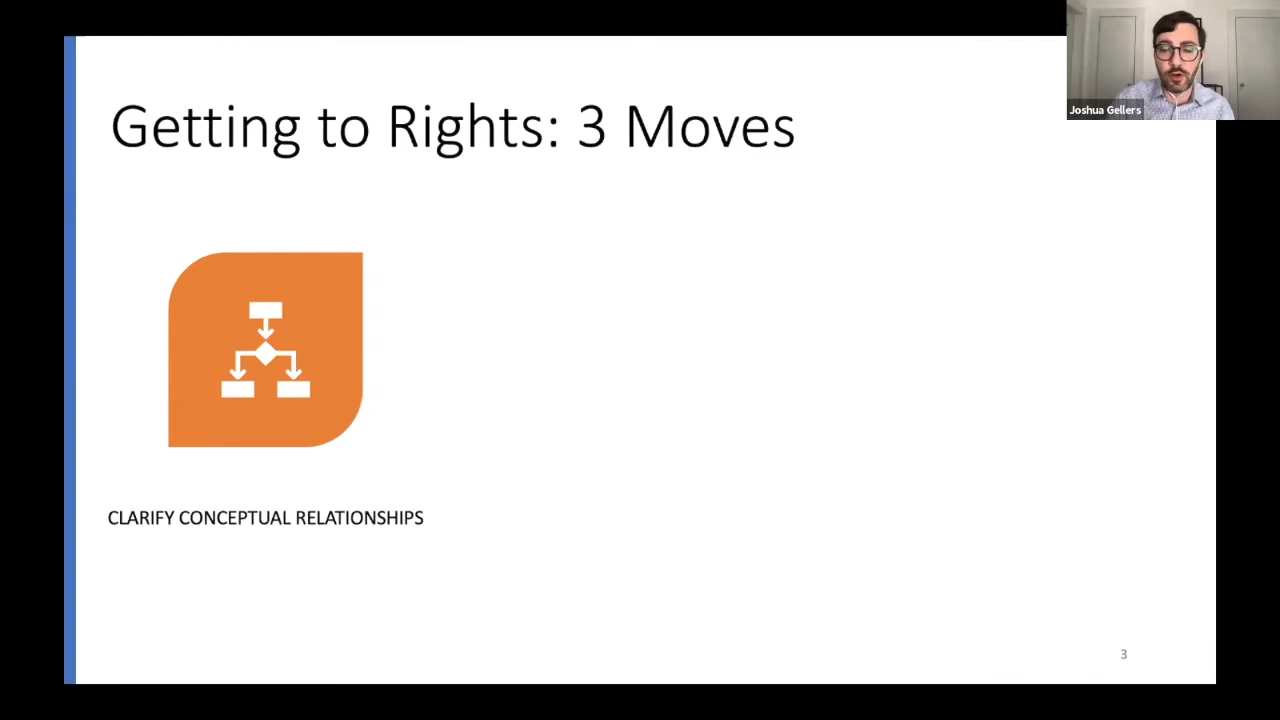 Joshua Gellers
Getting to Rights: 3 Moves
CLARIFY CONCEPTUAL RELATIONSHIPS
3